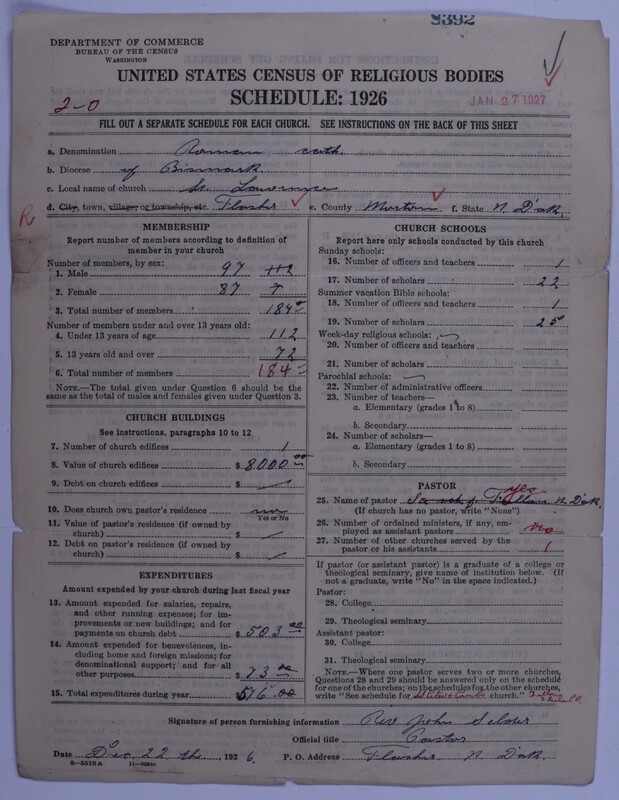 9392
DEPARTMENT OF COMMERCE
BUREAU OF THE CENSUS
WASHINGTON
UNITED STATES CENSUS OF RELIGIOUS BODIES
SCHEDULE: 1926
2-0
JAN 27 1927
FILL OUT A SEPARATE SCHEDULE FOR EACH CHURCH. SEE INSTRUCTIONS ON THE BACK OF THIS SHEET
a. Denomination Roman cath.
b. Diocese of Bismark
c. Local name of church St. Lawrence
d. City, town, village, or township, etc. Flasher e. County Morton f. State N. Dak.
R
MEMBERSHIP
Report number of members according to definition of member in your church
Number of members, by sex:
1. Male 97 112
2. Female 87
3. Total number of members 184
Number of members under and over 13 years old:
4. Under 13 years of age 112
5. 13 years old and over 72
6. Total number of members 184
NOTE.—The total given under Question 6 should be the same as the total of males and females given under Question 3.
CHURCH BUILDINGS
See instructions, paragraphs 10 to 12
7. Number of church edifices 1
8. Value of church edifices $ 8000.00
9. Debt on church edifices $
10. Does church own pastor's residence no
Yes or No
11. Value of pastor's residence (if owned by church) $
12. Debt on pastor's residence (if owned by church) $
EXPENDITURES
Amount expended by your church during last fiscal year
13. Amount expended for salaries, repairs, and other running expenses; for improvements or new buildings; and for payments on church debt $ 503.00
14. Amount expended for benevolences, including home and foreign missions; for denominational support; and for all other purposes $ 73.00
15. Total expenditures during year 576.00
CHURCH SCHOOLS
Report here only schools conducted by this church
Sunday schools:
16. Number of officers and teachers 1
17. Number of scholars 22
Summer vacation Bible schools:
18. Number of officers and teachers 1
19. Number of scholars 25
Week-day religious schools:
20. Number of officers and teachers
21. Number of scholars
Parochial schools:
22. Number of administrative officers
23. Number of teachers—
a. Elementary (grades 1 to 8)
b. Secondary
24. Number of scholars—
a. Elementary (grades 1 to 8)
b. Secondary
PASTOR
yes
25. Name of pastor Fallon N. Dak.
(If church has no pastor, write "None")
26. Number of ordained ministers, if any, employed as assistant pastors No
27. Number of other churches served by the pastor or his assistants 1
If pastor (or assistant pastor) is a graduate of a college or theological seminary, give name of institution below. (If not a graduate, write "No" in the space indicated.)
Pastor:
28. College
29. Theological seminary
Assistant pastor:
30. College
31. Theological seminary
NOTE.—Where one pastor serves two or more churches, Questions 28 and 29 should be answered only on the schedule for one of the churches; on the schedules for the other churches, write "See schedule for church."
Signature of person furnishing information Rev John
Official title Pastor
Date Dec. 22 th, 1926. P. O. Address Flasher N. Dak.
8—5518 a